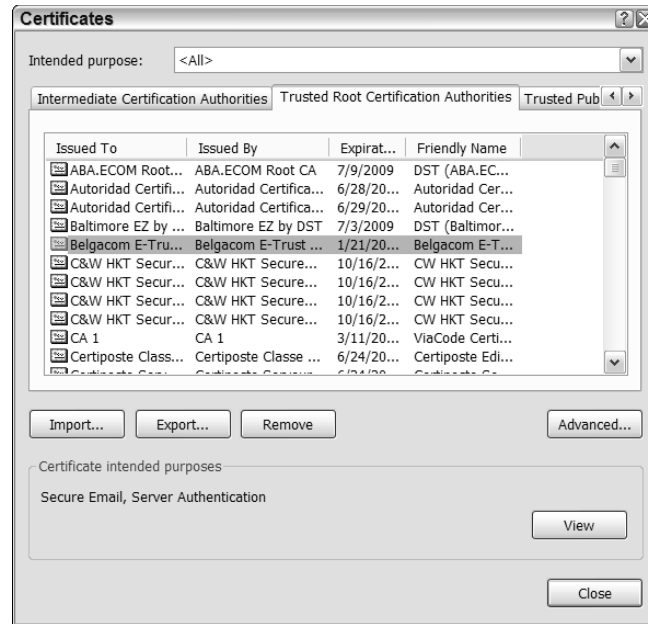 Certificates
Intended purpose: <All>
Intermediate Certification Authorities Trusted Root Certification Authorities Trusted Pub
Issued To Issued By Expirat... Friendly Name
ABA.ECOM Root... ABA.ECOM Root CA 7/9/2009 DST (ABA.EC...
Autoridad Certifi... Autoridad Certifica... 6/28/20... Autoridad Cer...
Autoridad Certifi... Autoridad Certifica... 6/29/20... Autoridad Cer...
Baltimore EZ by ... Baltimore EZ by DST 7/3/2009 DST (Baltimor...
Belgacom E-Tru... Belgacom E-Trust ... 1/21/20... Belgacom E-T...
C&W HKT Secur... C&W HKT Secure... 10/16/2... CW HKT Secu...
C&W HKT Secur... C&W HKT Secure... 10/16/2... CW HKT Secu...
C&W HKT Secur... C&W HKT Secure... 10/16/2... CW HKT Secu...
C&W HKT Secur... C&W HKT Secure... 10/16/2... CW HKT Secu...
CA 1 CA 1 3/11/20... ViaCode Certi...
Certiposte Class... Certiposte Classe ... 6/24/20... Certiposte Edi...
Import... Export... Remove Advanced...
Certificate intended purposes
Secure Email, Server Authentication
View
Close